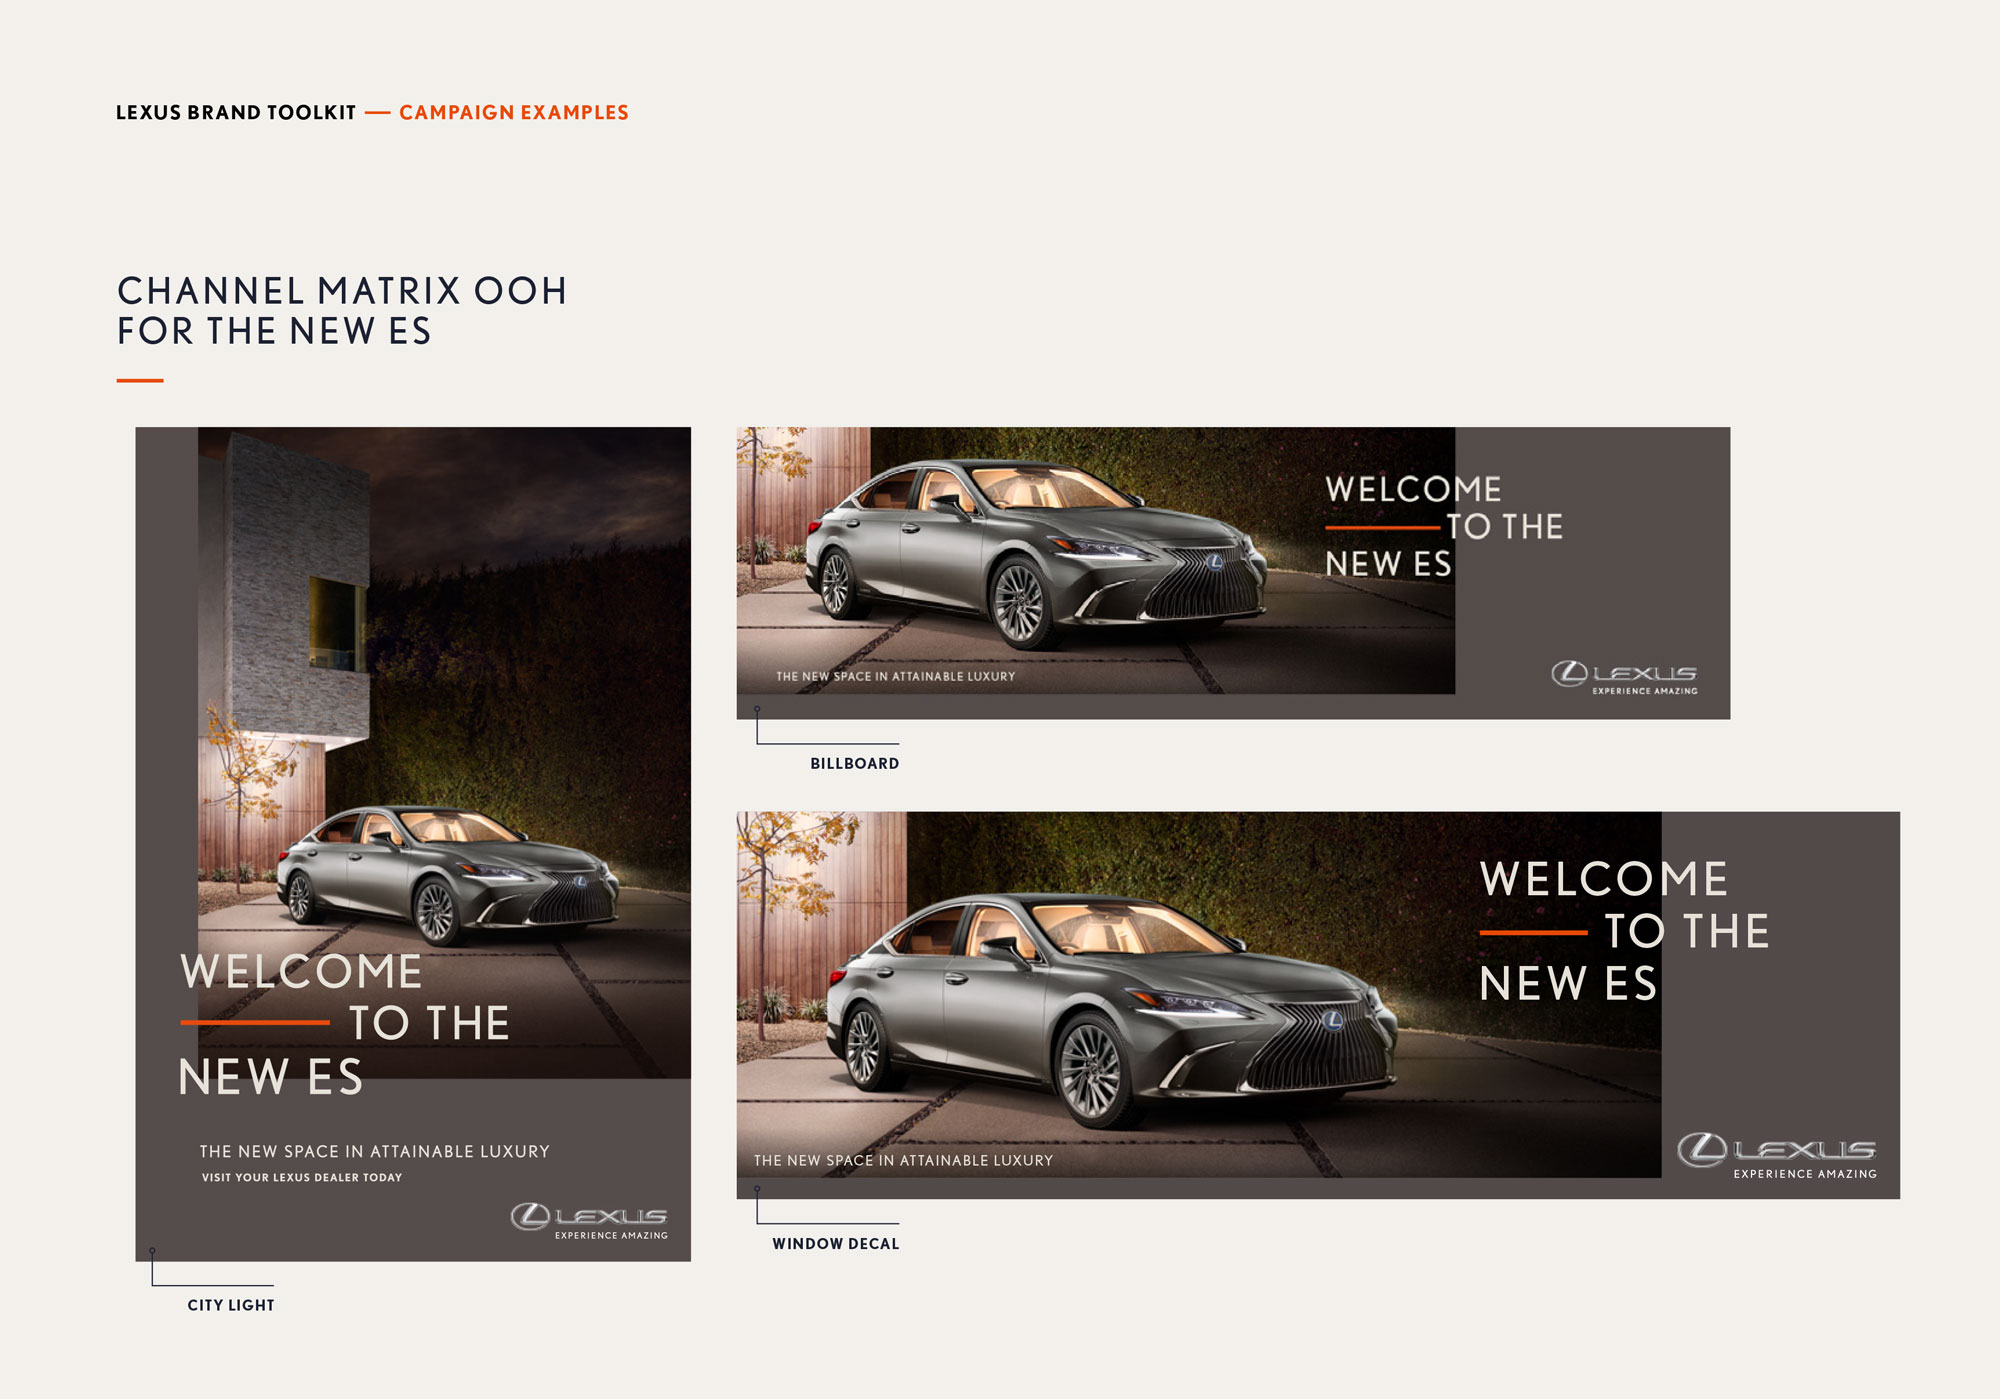 LEXUS BRAND TOOLKIT — CAMPAIGN EXAMPLES
CHANNEL MATRIX OOH
FOR THE NEW ES
WELCOME
TO THE
NEW ES
THE NEW SPACE IN ATTAINABLE LUXURY
VISIT YOUR LEXUS DEALER TODAY
LEXUS
EXPERIENCE AMAZING
CITY LIGHT
WELCOME
TO THE
NEW ES
THE NEW SPACE IN ATTAINABLE LUXURY
LEXUS
EXPERIENCE AMAZING
BILLBOARD
WELCOME
TO THE
NEW ES
THE NEW SPACE IN ATTAINABLE LUXURY
LEXUS
EXPERIENCE AMAZING
WINDOW DECAL